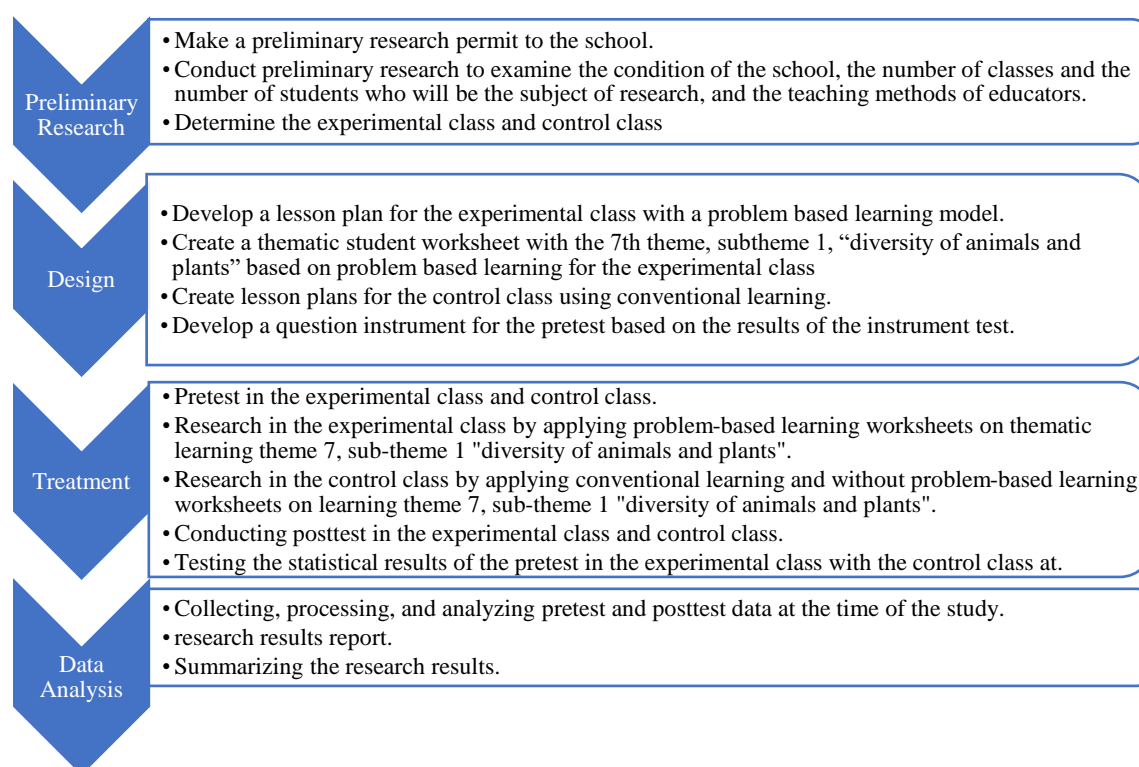 Preliminary
Research
• Make a preliminary research permit to the school.
• Conduct preliminary research to examine the condition of the school, the number of classes and the
number of students who will be the subject of research, and the teaching methods of educators.
• Determine the experimental class and control class
Design
• Develop a lesson plan for the experimental class with a problem based learning model.
• Create a thematic student worksheet with the 7th theme, subtheme 1, “diversity of animals and
plants” based on problem based learning for the experimental class
• Create lesson plans for the control class using conventional learning.
• Develop a question instrument for the pretest based on the results of the instrument test.
Treatment
• Pretest in the experimental class and control class.
• Research in the experimental class by applying problem-based learning worksheets on thematic
learning theme 7, sub-theme 1 "diversity of animals and plants".
• Research in the control class by applying conventional learning and without problem-based learning
worksheets on learning theme 7, sub-theme 1 "diversity of animals and plants".
• Conducting posttest in the experimental class and control class.
• Testing the statistical results of the pretest in the experimental class with the control class at.
Data
Analysis
• Collecting, processing, and analyzing pretest and posttest data at the time of the study.
• research results report.
• Summarizing the research results.